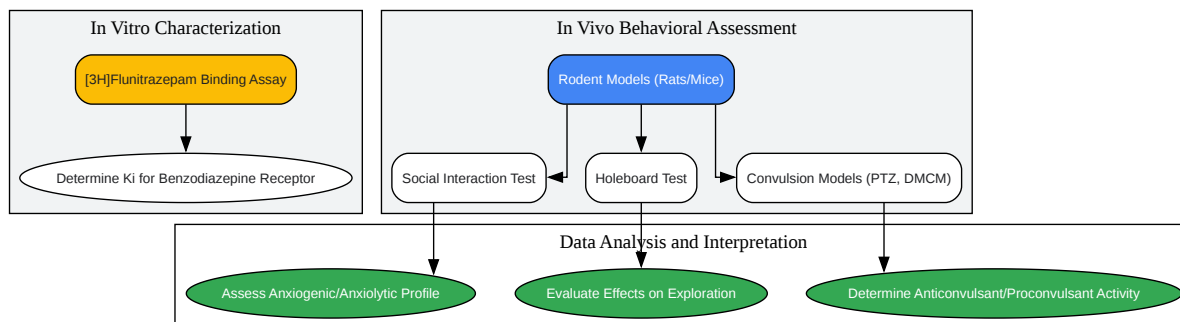 In Vitro Characterization
[3H]Flunitrazepam Binding Assay
Determine Ki for Benzodiazepine Receptor
In Vivo Behavioral Assessment
Rodent Models (Rats/Mice)
Social Interaction Test
Holeboard Test
Convulsion Models (PTZ, DMCM)
Data Analysis and Interpretation
Assess Anxiogenic/Anxiolytic Profile
Evaluate Effects on Exploration
Determine Anticonvulsant/Proconvulsant Activity